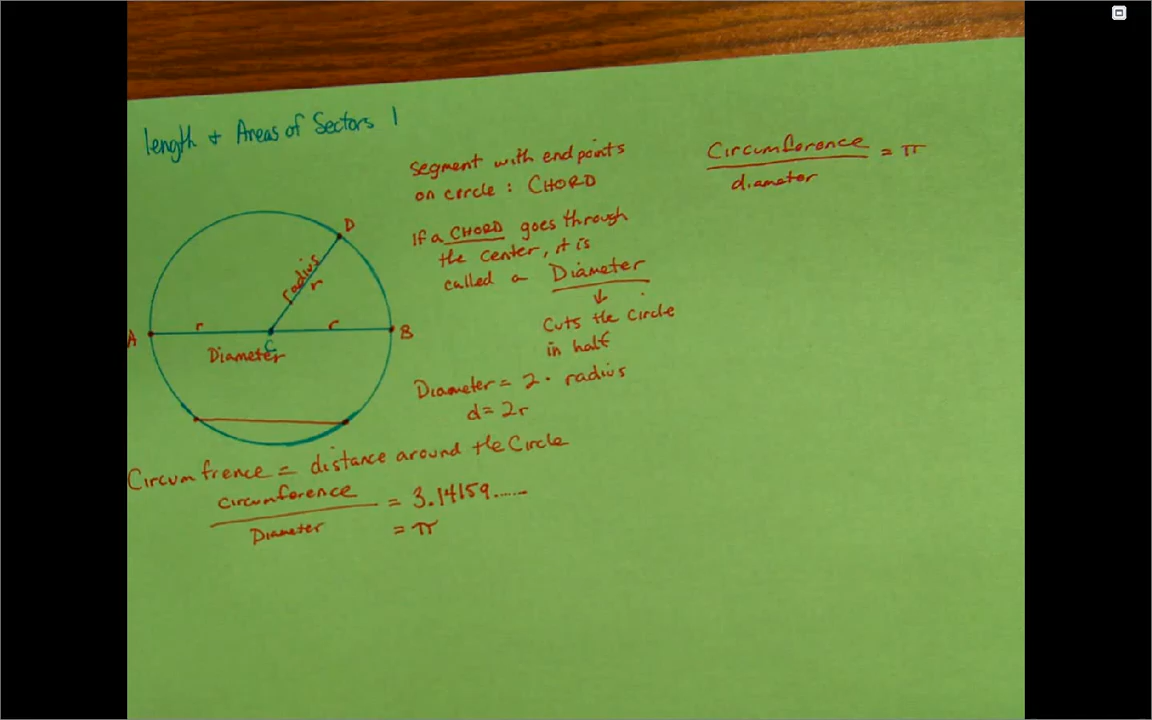 length + Areas of Sectors 1
segment with endpoints
on circle : CHORD
If a CHORD goes through
the center, it is
called a Diameter
↓
Cuts the circle
in half
Diameter = 2 · radius
d = 2r
Circumference
diameter
= π
D
radius
r
A
r
r
B
C
Diameter
Circumfrence = distance around the Circle
circumference
Diameter
= 3.14159......
= π